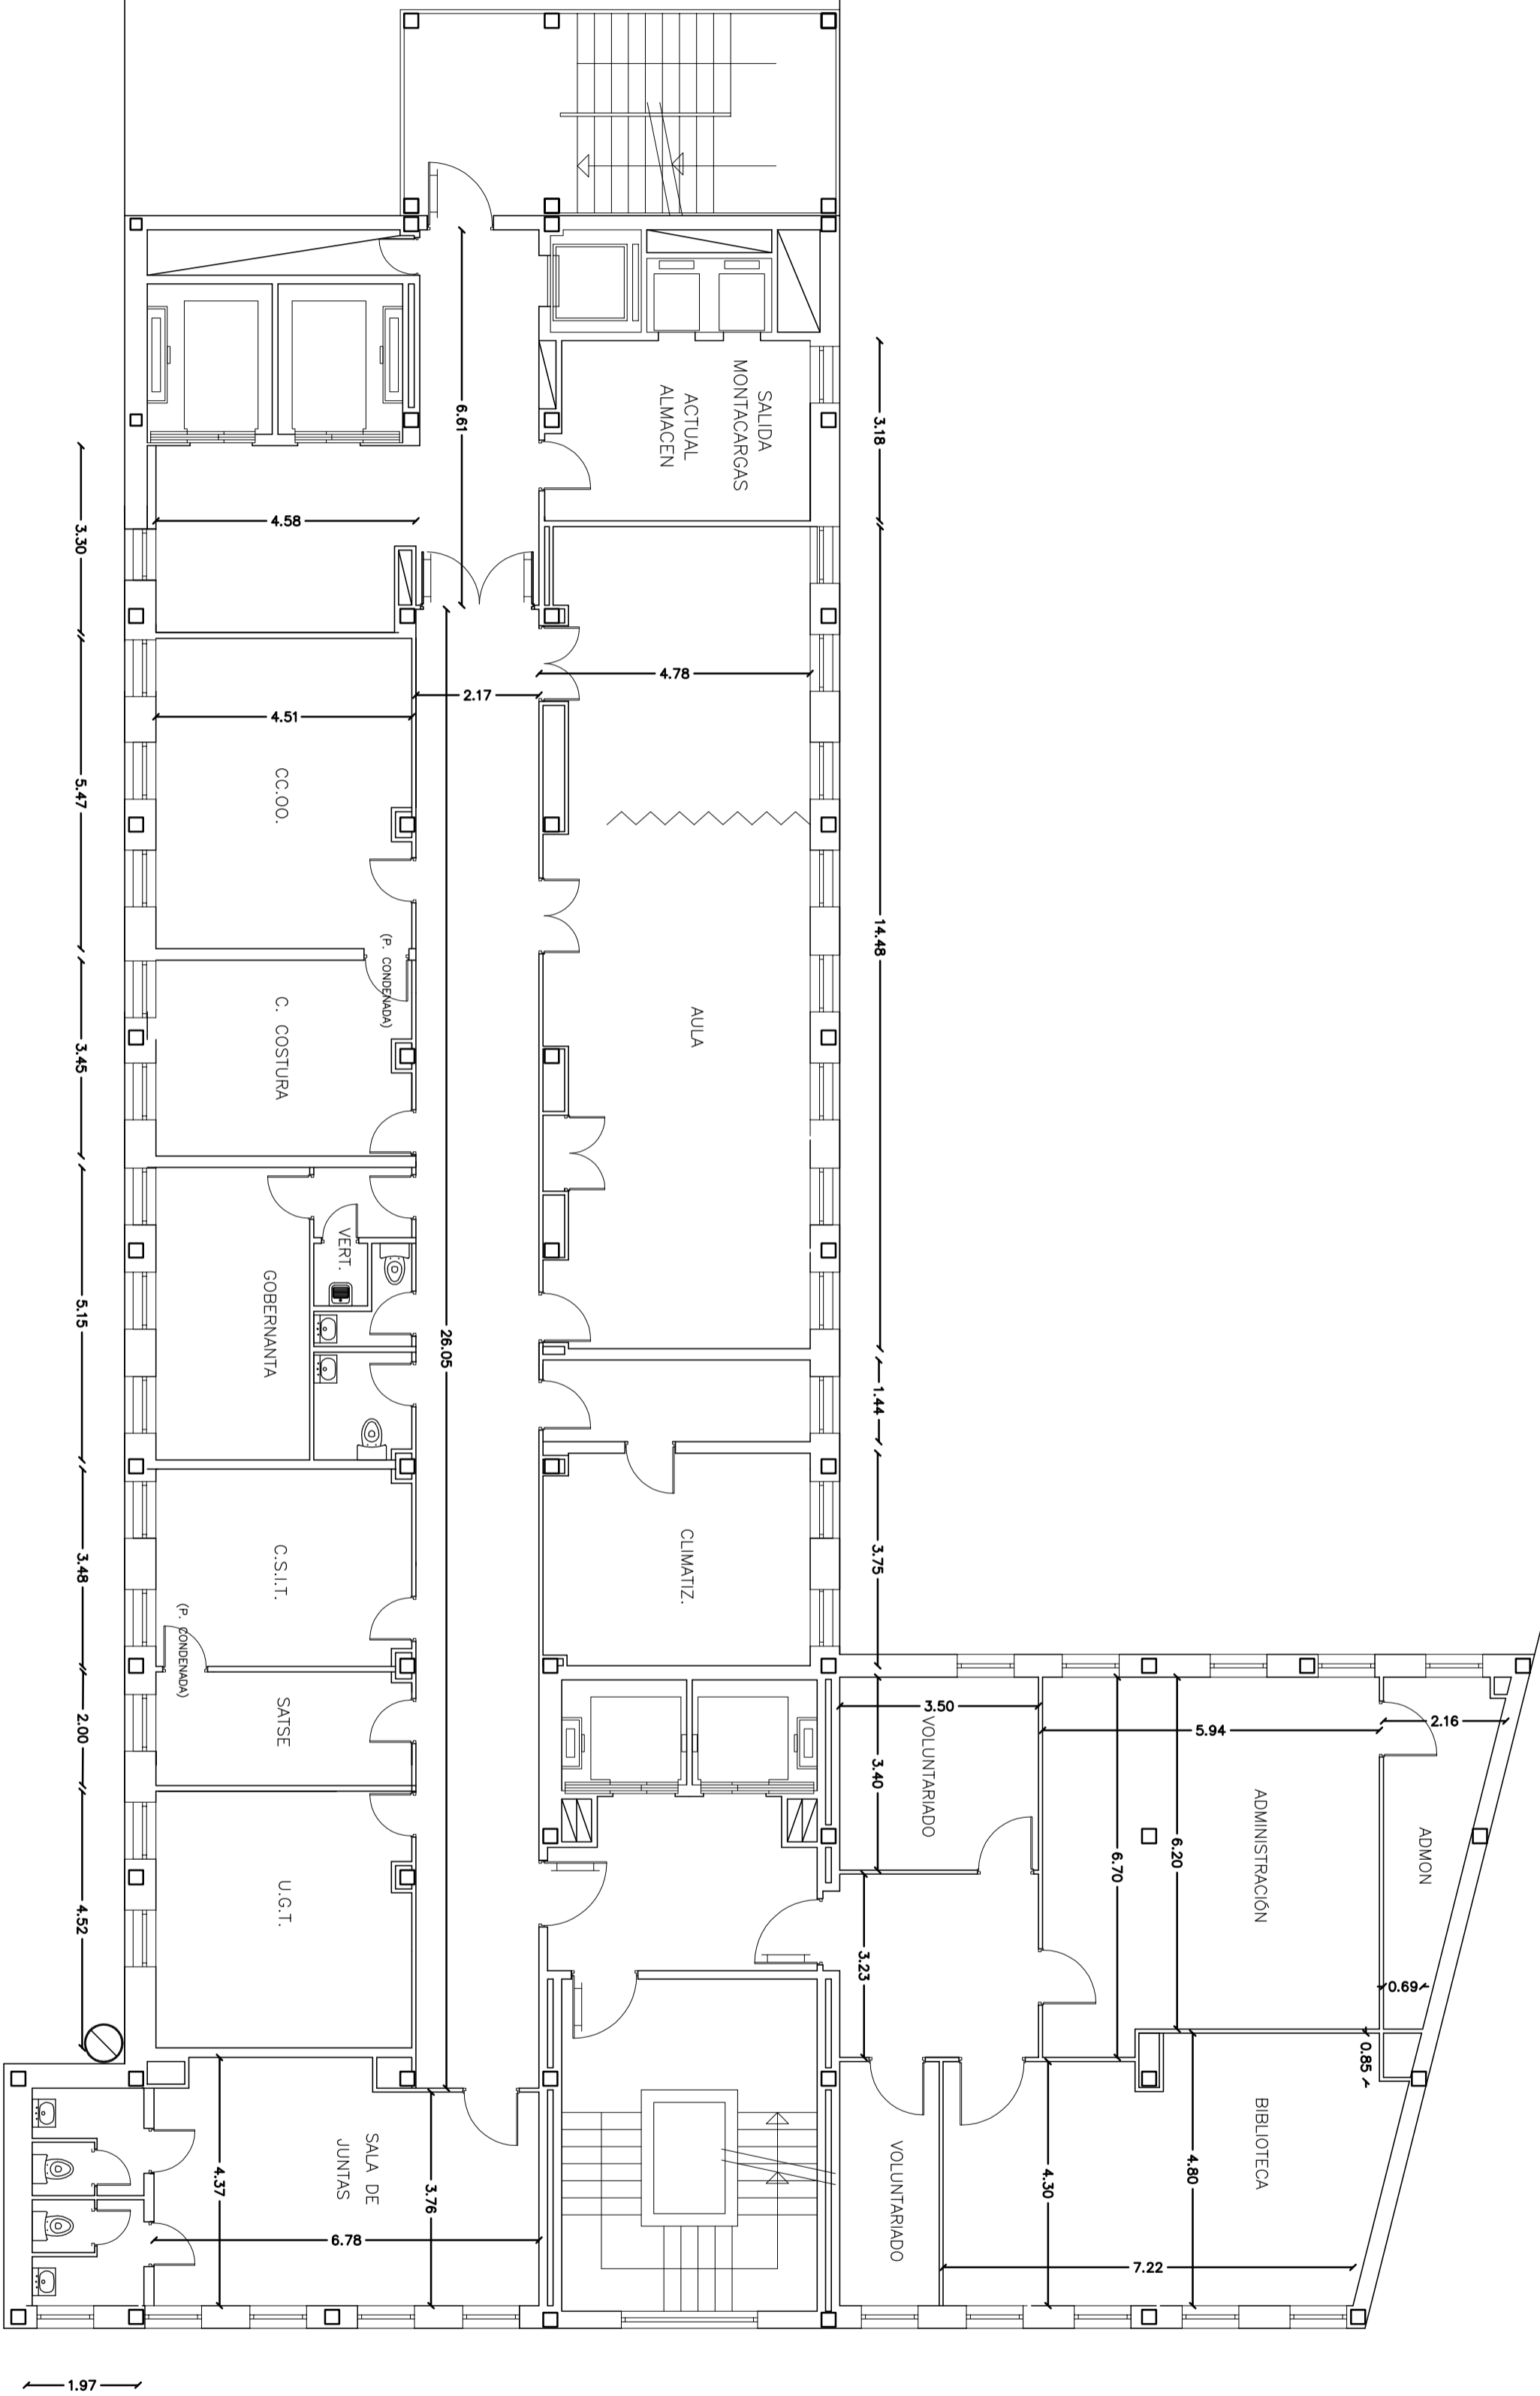 SALIDA
MONTACARGAS
ACTUAL
ALMACEN
3.18
6.61
4.58
3.30
4.78
2.17
4.51
CC.OO.
5.47
14.48
(P. CONDENADA)
AULA
C. COSTURA
3.45
VERT.
GOBERNANTA
5.15
26.05
1.44
CLIMATIZ.
3.75
C.S.I.T.
3.48
(P. CONDENADA)
SATSE
2.00
3.50
5.94
2.16
VOLUNTARIADO
3.40
ADMINISTRACIÓN
ADMON
6.20
6.70
U.G.T.
4.52
3.23
0.69
0.85
BIBLIOTECA
4.80
4.30
VOLUNTARIADO
SALA DE
JUNTAS
4.37
3.76
6.78
7.22
1.97